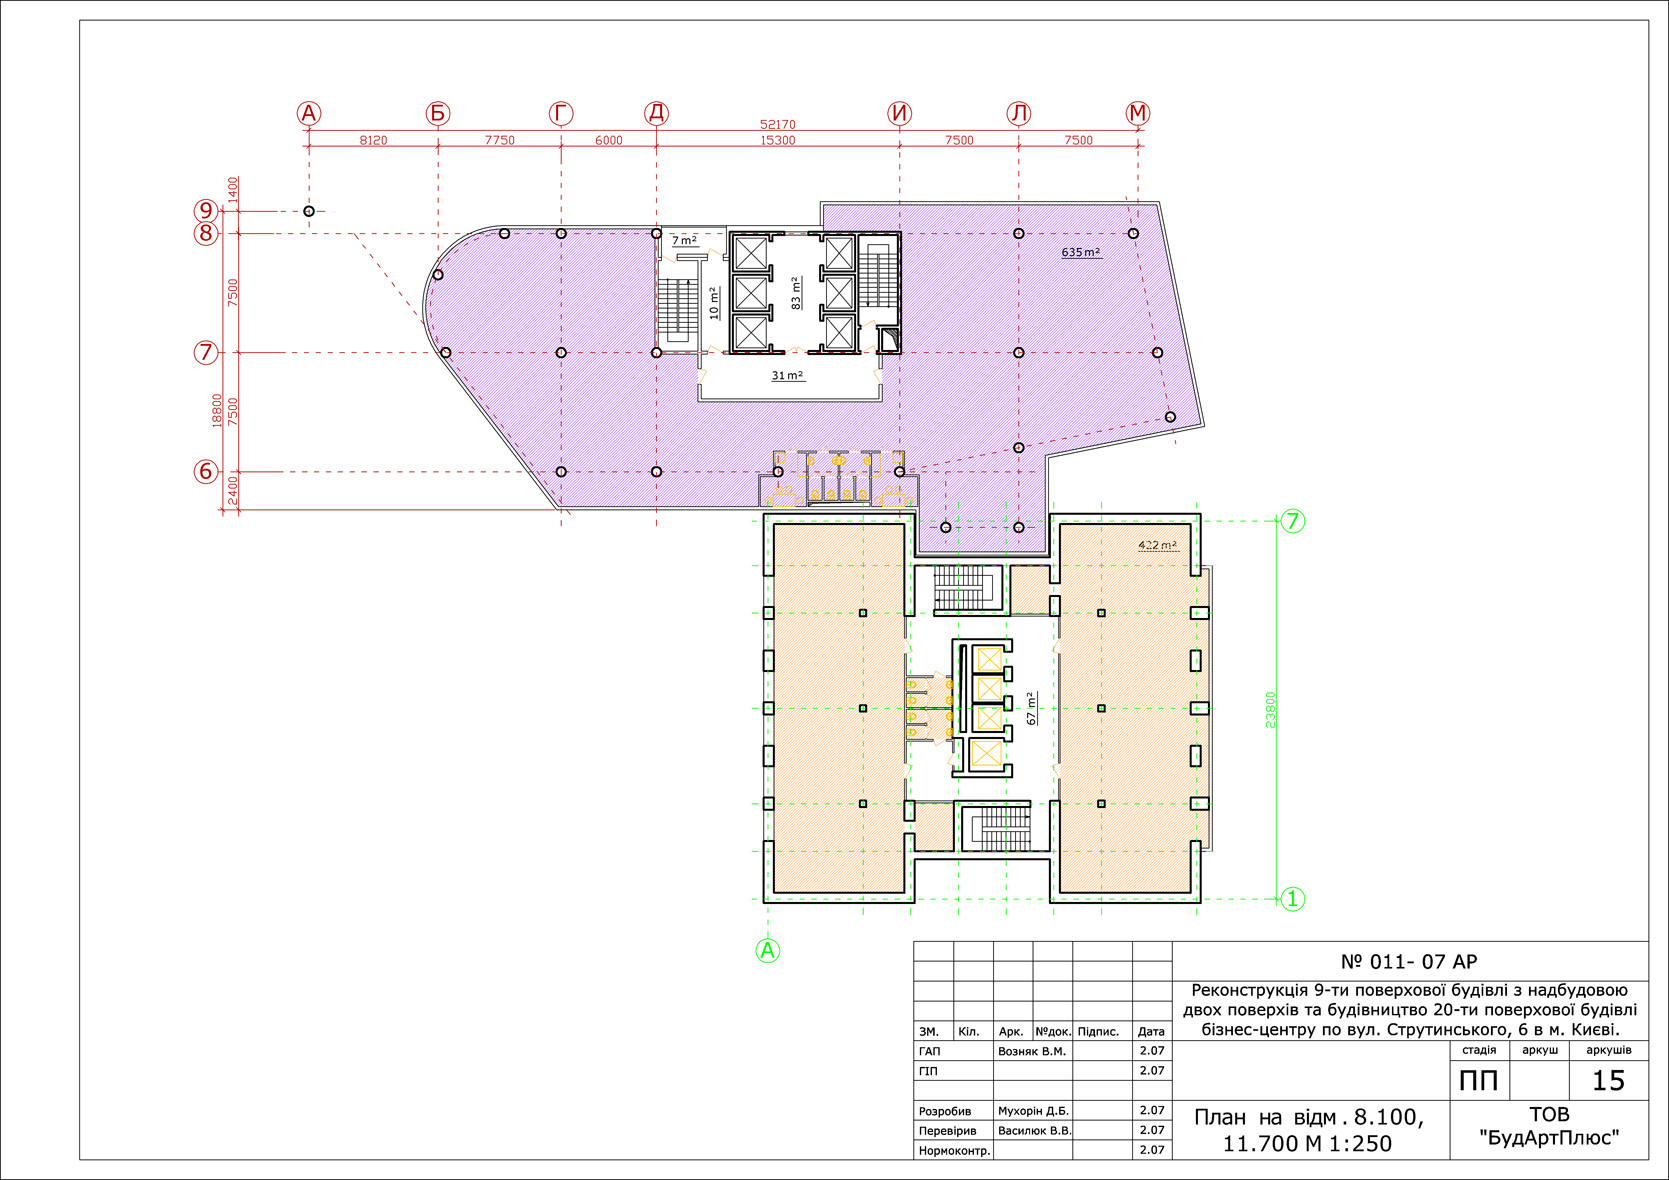 А Б Г Д И Л М
52170
8120 7750 6000 15300 7500 7500
1400
9
8
7 m²
635 m²
7500
10 m²
83 m²
7
31 m²
18800
7500
6
2400
7
422 m²
67 m²
23800
1
А
№ 011- 07 АР
Реконструкція 9-ти поверхової будівлі з надбудовою
двох поверхів та будівництво 20-ти поверхової будівлі
бізнес-центру по вул. Струтинського, 6 в м. Києві.
ЗМ. Кіл. Арк. №док. Підпис. Дата
ГАП Возняк В.М. 2.07
стадія аркуш аркушів
ГІП 2.07
ПП 15
Розробив Мухорін Д.Б. 2.07
Перевірив Василюк В.В. 2.07
Нормоконтр. 2.07
План на відм . 8.100,
11.700 М 1:250
ТОВ
"БудАртПлюс"